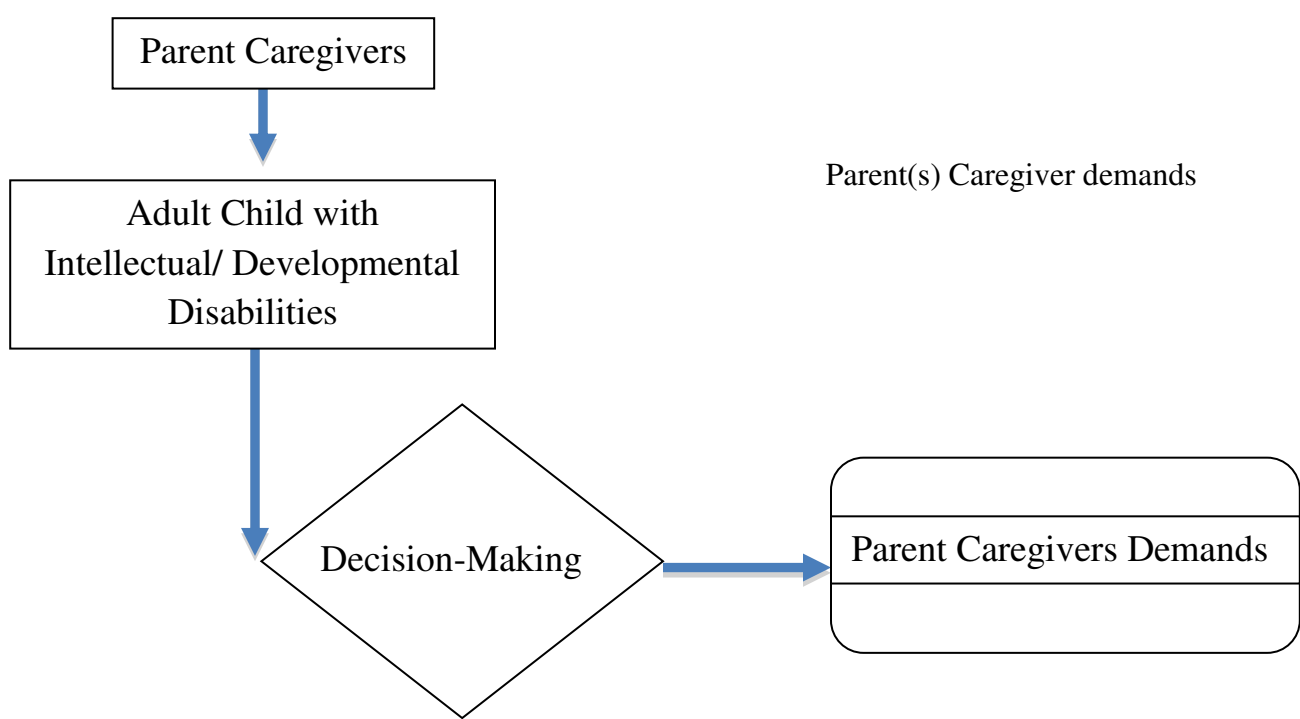 Parent Caregivers
Parent(s) Caregiver demands
Adult Child with
Intellectual/ Developmental
Disabilities
Decision-Making
Parent Caregivers Demands